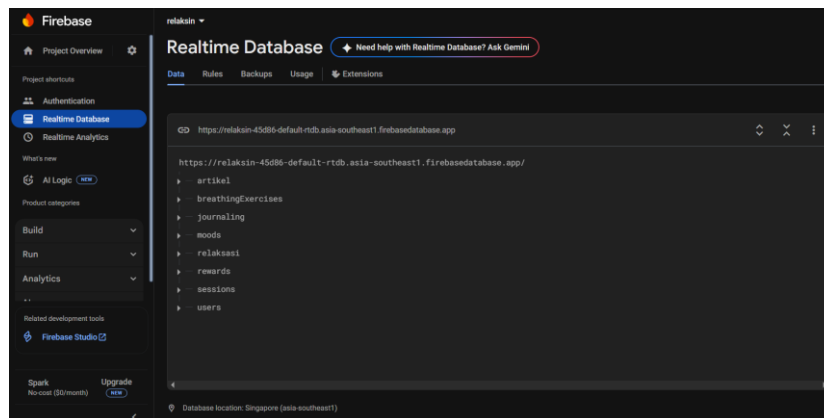 Firebase
Project Overview
Project shortcuts
Authentication
Realtime Database
Realtime Analytics
What's new
AI Logic NEW
Product categories
Build
Run
Analytics
Related development tools
Firebase Studio
Spark
No-cost ($0/month)
Upgrade
NEW
relaksin
Realtime Database
Need help with Realtime Database? Ask Gemini
Data Rules Backups Usage Extensions
https://relaksin-45d86-default-rtdb.asia-southeast1.firebasedatabase.app
https://relaksin-45d86-default-rtdb.asia-southeast1.firebasedatabase.app/
artikel
breathingExercises
journaling
moods
relaksasi
rewards
sessions
users
Database location: Singapore (asia-southeast1)